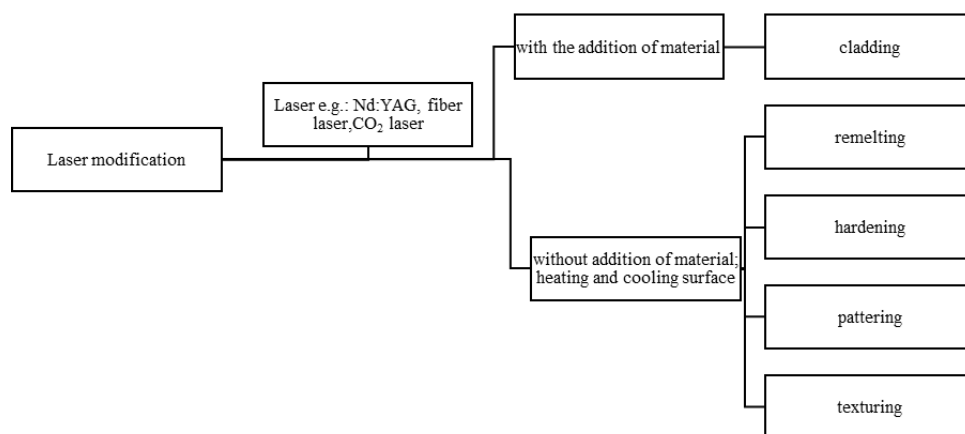 with the addition of material
cladding
Laser e.g.: Nd:YAG, fiber
laser,CO₂ laser
Laser modification
remelting
hardening
without addition of material;
heating and cooling surface
pattering
texturing